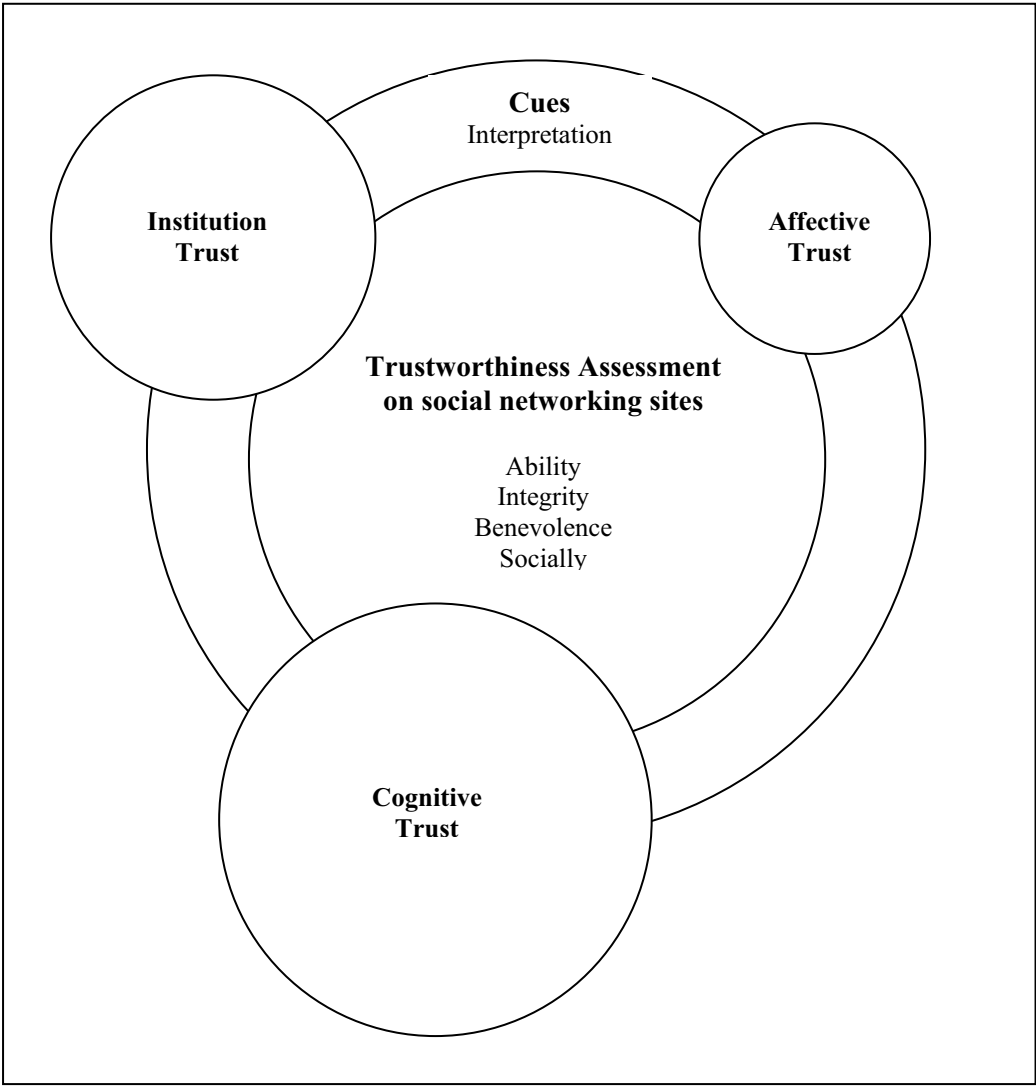 Cues
Interpretation
Institution
Trust
Affective
Trust
Trustworthiness Assessment
on social networking sites
Ability
Integrity
Benevolence
Socially
Cognitive
Trust